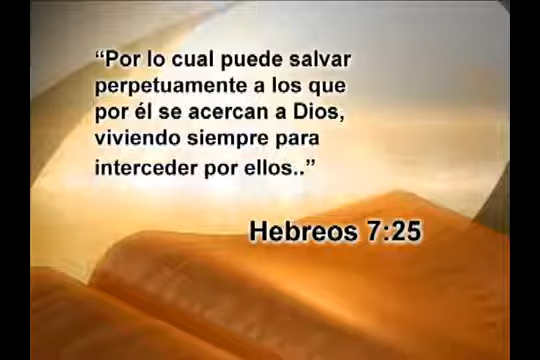 “Por lo cual puede salvar
perpetuamente a los que
por él se acercan a Dios,
viviendo siempre para
interceder por ellos..”
Hebreos 7:25